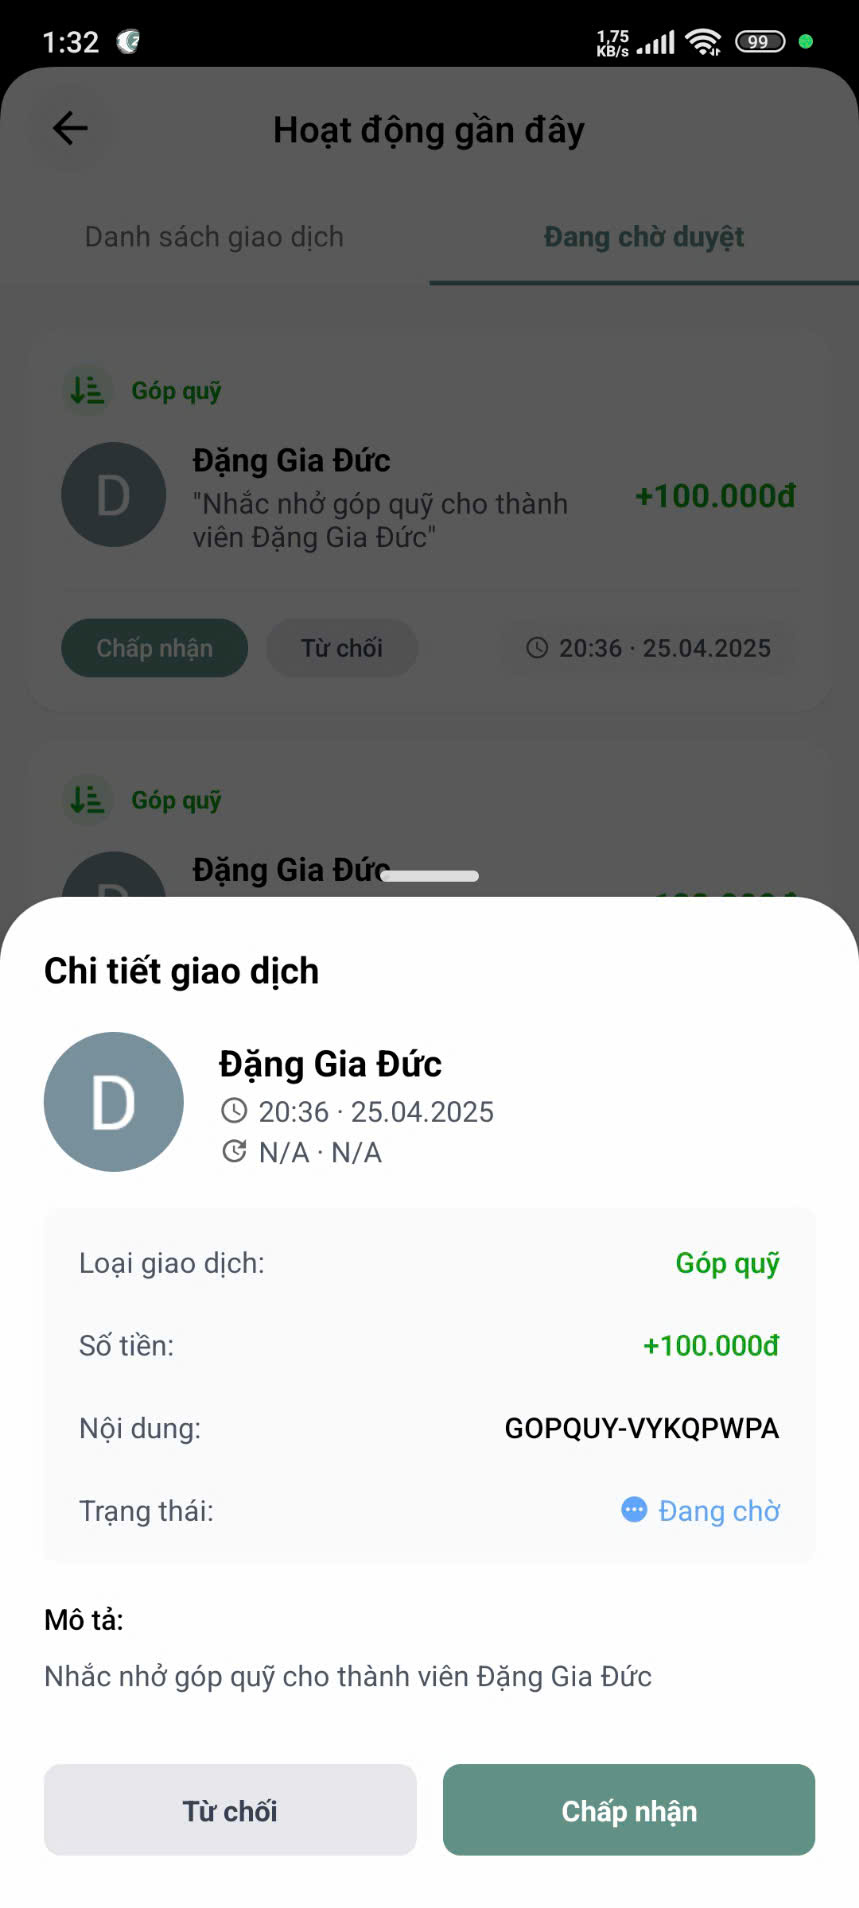 1:32
1,75
KB/s
99
Hoạt động gần đây
Danh sách giao dịch
Đang chờ duyệt
Góp quỹ
Đặng Gia Đức
"Nhắc nhở góp quỹ cho thành
viên Đặng Gia Đức"
+100.000đ
D
Chấp nhận
Từ chối
20:36 · 25.04.2025
Góp quỹ
Đặng Gia Đức
Chi tiết giao dịch
D
Đặng Gia Đức
20:36 · 25.04.2025
N/A · N/A
Loại giao dịch:
Góp quỹ
Số tiền:
+100.000đ
Nội dung:
GOPQUY-VYKQPWPA
Trạng thái:
Đang chờ
Mô tả:
Nhắc nhở góp quỹ cho thành viên Đặng Gia Đức
Từ chối
Chấp nhận